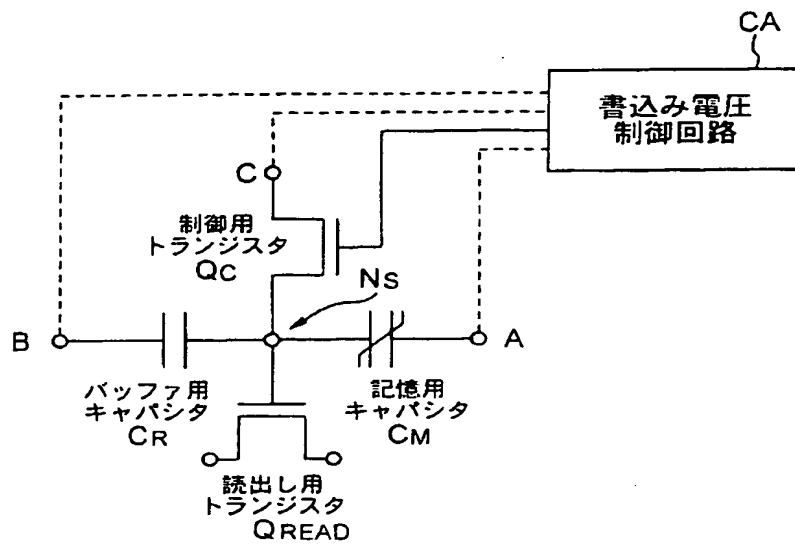 CA
書込み電圧
制御回路
C
制御用
トランジスタ
QC
NS
B
A
バッファ用
キャパシタ
CR
記憶用
キャパシタ
CM
読出し用
トランジスタ
QREAD